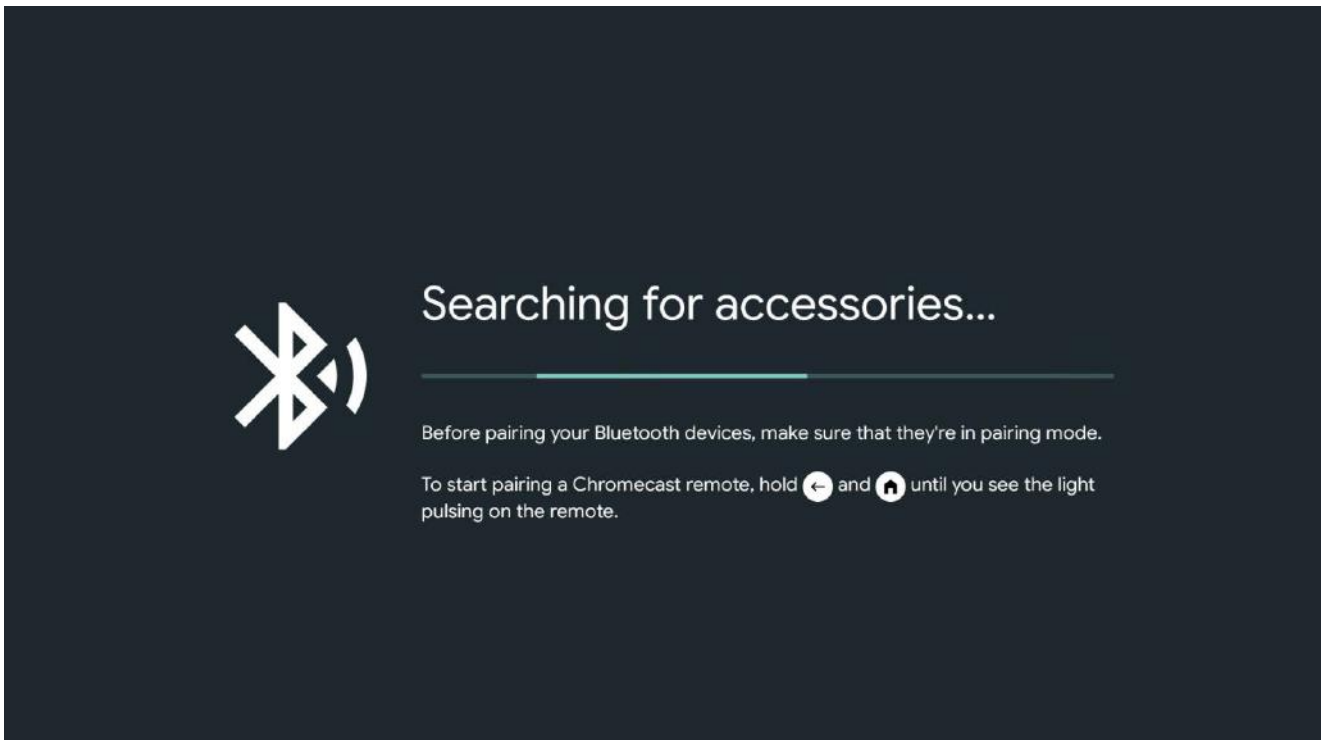 Searching for accessories...
Before pairing your Bluetooth devices, make sure that they're in pairing mode.
To start pairing a Chromecast remote, hold and until you see the light
pulsing on the remote.